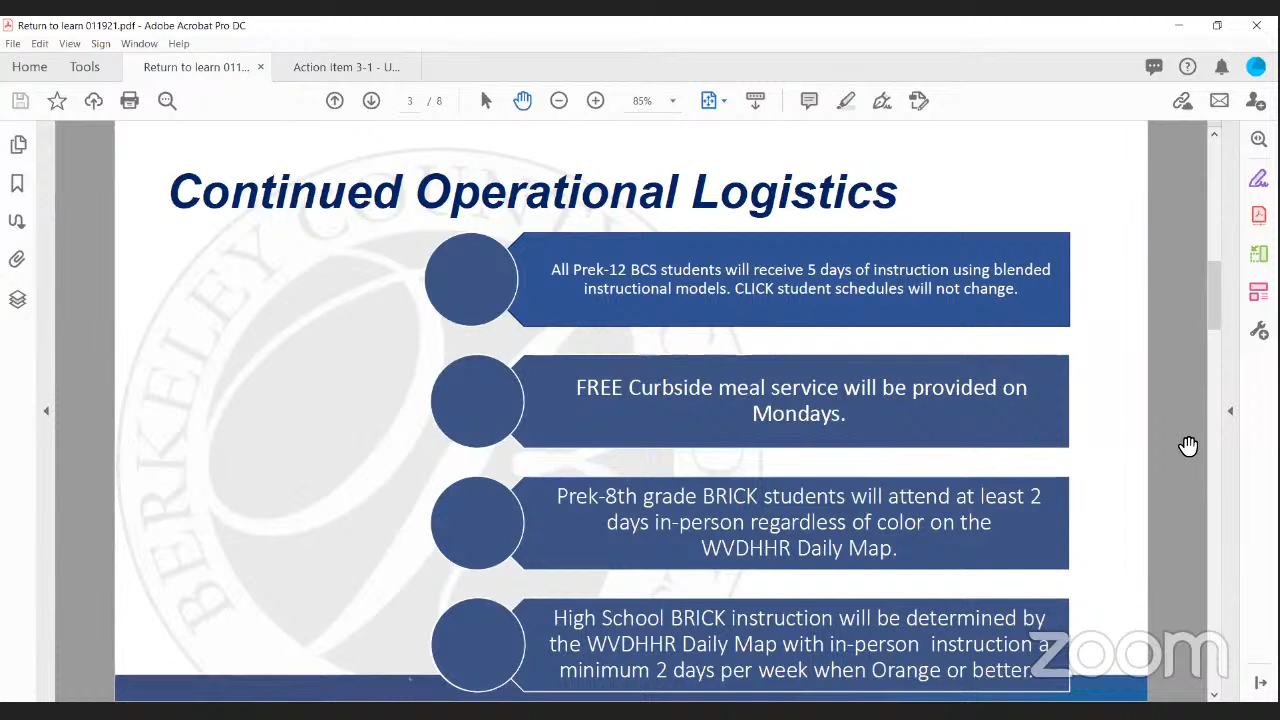 Return to learn 011921.pdf - Adobe Acrobat Pro DC
File Edit View Sign Window Help
Home Tools Return to learn 011... × Action item 3-1 - U...
3 / 8 85%
Continued Operational Logistics
All Prek-12 BCS students will receive 5 days of instruction using blended
instructional models. CLICK student schedules will not change.
FREE Curbside meal service will be provided on
Mondays.
Prek-8th grade BRICK students will attend at least 2
days in-person regardless of color on the
WVDHHR Daily Map.
High School BRICK instruction will be determined by
the WVDHHR Daily Map with in-person instruction a
minimum 2 days per week when Orange or better.
BERKELEY COUN
zoom